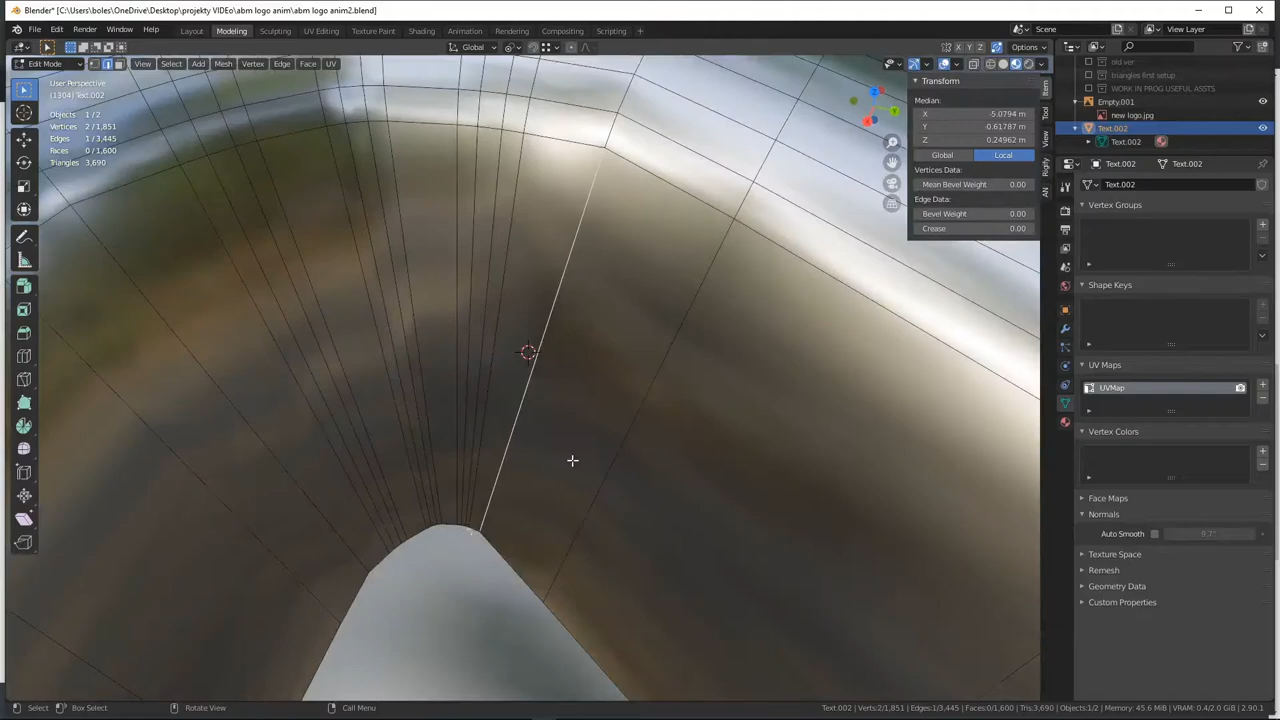 Blender* [C:\Users\boles\OneDrive\Desktop\projekty VIDEo\abm logo anim\abm logo anim2.blend]
File Edit Render Window Help Layout Modeling Sculpting UV Editing Texture Paint Shading Animation Rendering Compositing Scripting + Scene View Layer
Global X Y Z Options
Edit Mode View Select Add Mesh Vertex Edge Face UV
User Perspective
(1304) Text.002
Objects 1/2
Vertices 2/1,851
Edges 1/3,445
Faces 0/1,600
Triangles 3,690
Transform
Median:
X -5.0794 m
Y -0.61787 m
Z 0.24962 m
Global Local
Vertices Data:
Mean Bevel Weight 0.00
Edge Data:
Bevel Weight 0.00
Crease 0.00
Item
Tool
View
Rigify
AN
old ver
triangles first setup
WORK IN PROG USEFUL ASSTS
Empty.001
new logo.jpg
Text.002
Text.002
Text.002 Text.002
Text.002
Vertex Groups
Shape Keys
UV Maps
UVMap
Vertex Colors
Face Maps
Normals
Auto Smooth
Texture Space
Remesh
Geometry Data
Custom Properties
Select Box Select Rotate View Call Menu Text.002 | Verts:2/1,851 | Edges:1/3,445 | Faces:0/1,600 | Tris:3,690 | Objects:1/2 | Memory: 45.6 MiB | VRAM: 0.4/2.0 GiB | 2.90.1